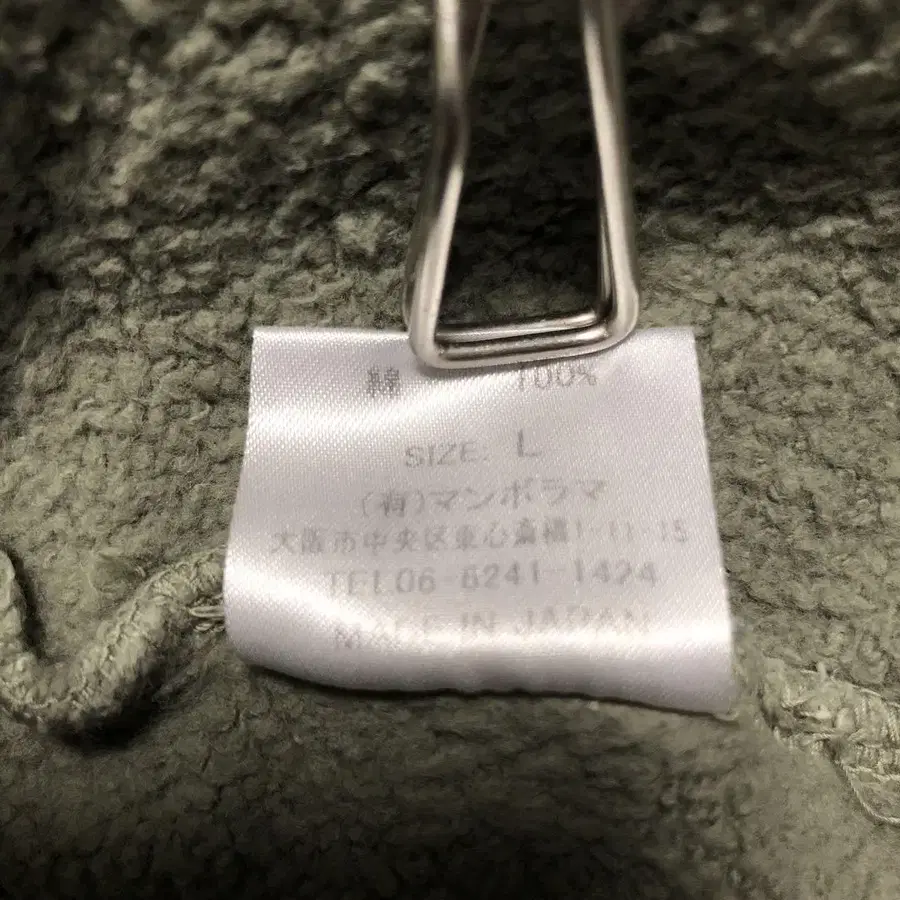 綿 100%
SIZE: L
(有)マンボラマ
大阪市中央区東心斎橋1-11-15
TEL06-6241-1424
MADE IN JAPAN